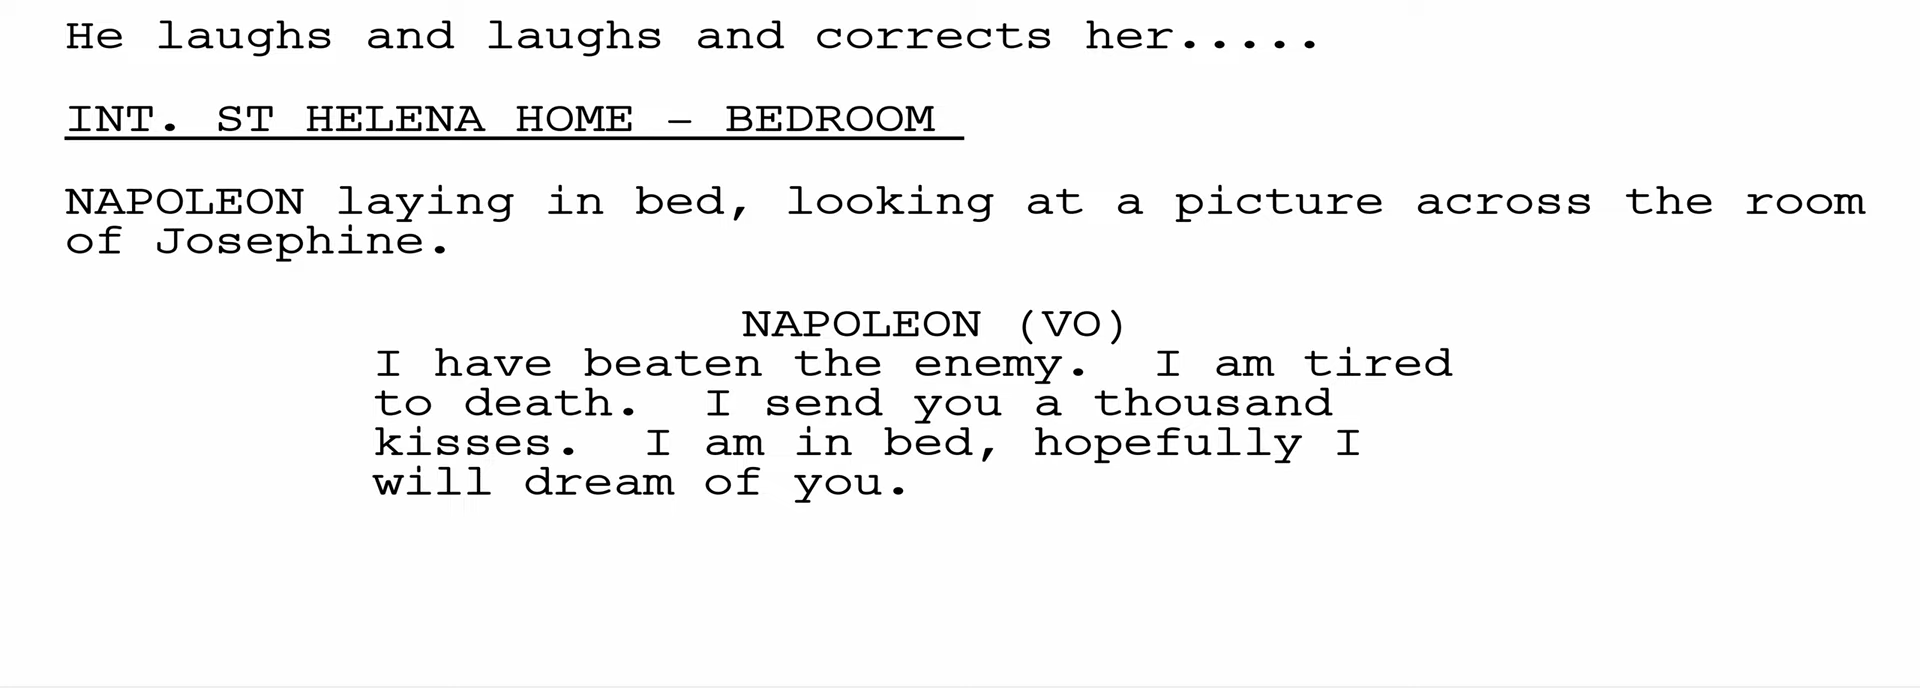 He laughs and laughs and corrects her.....
INT. ST HELENA HOME – BEDROOM
NAPOLEON laying in bed, looking at a picture across the room
of Josephine.
NAPOLEON (VO)
I have beaten the enemy.  I am tired
to death.  I send you a thousand
kisses.  I am in bed, hopefully I
will dream of you.